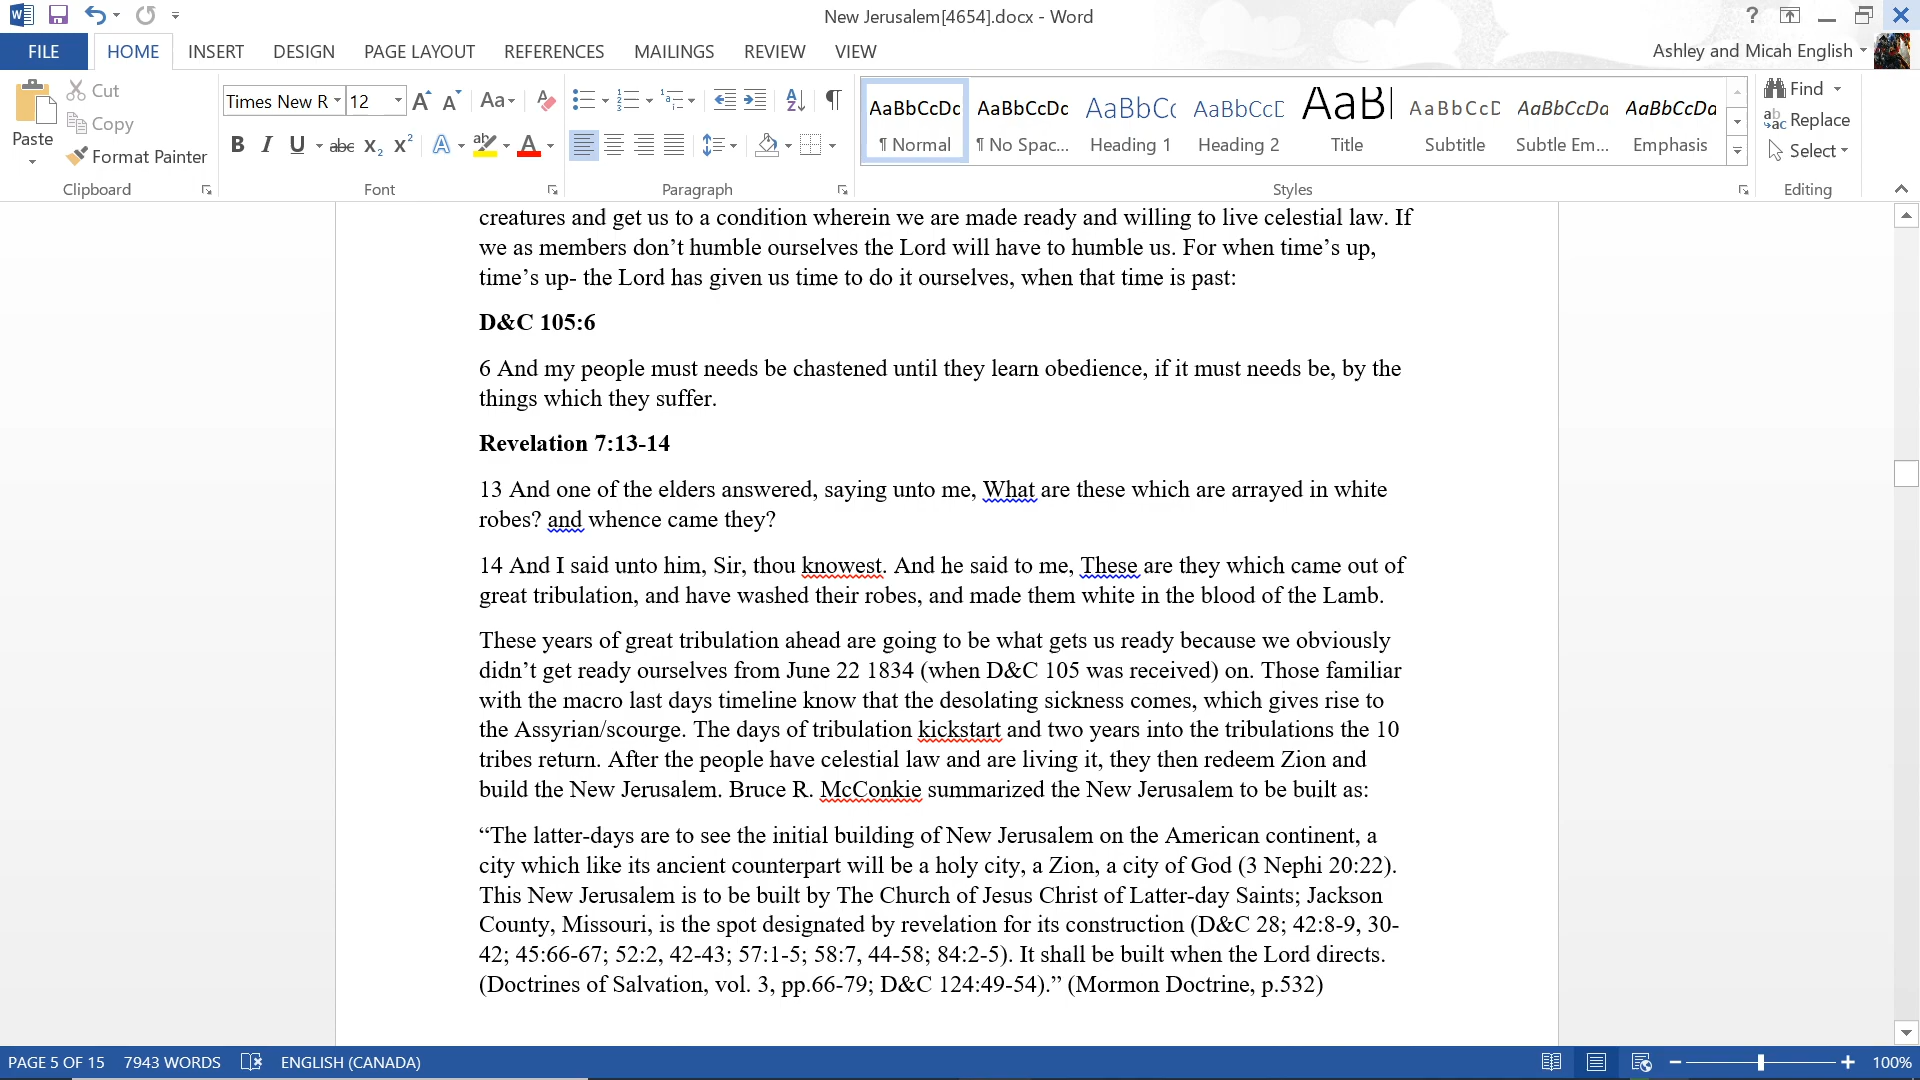 New Jerusalem[4654].docx - Word
?
FILE HOME INSERT DESIGN PAGE LAYOUT REFERENCES MAILINGS REVIEW VIEW
Ashley and Micah English
Paste
Cut
Copy
Format Painter
Clipboard
Times New R 12
Font
Paragraph
AaBbCcDc AaBbCcDc AaBbCc AaBbCcD AaB AaBbCcD AaBbCcDa AaBbCcDa
¶ Normal ¶ No Spac... Heading 1 Heading 2 Title Subtitle Subtle Em... Emphasis
Styles
Find
Replace
Select
Editing
creatures and get us to a condition wherein we are made ready and willing to live celestial law. If
we as members don’t humble ourselves the Lord will have to humble us. For when time’s up,
time’s up- the Lord has given us time to do it ourselves, when that time is past:
D&C 105:6
6 And my people must needs be chastened until they learn obedience, if it must needs be, by the
things which they suffer.
Revelation 7:13-14
13 And one of the elders answered, saying unto me, What are these which are arrayed in white
robes? and whence came they?
14 And I said unto him, Sir, thou knowest. And he said to me, These are they which came out of
great tribulation, and have washed their robes, and made them white in the blood of the Lamb.
These years of great tribulation ahead are going to be what gets us ready because we obviously
didn’t get ready ourselves from June 22 1834 (when D&C 105 was received) on. Those familiar
with the macro last days timeline know that the desolating sickness comes, which gives rise to
the Assyrian/scourge. The days of tribulation kickstart and two years into the tribulations the 10
tribes return. After the people have celestial law and are living it, they then redeem Zion and
build the New Jerusalem. Bruce R. McConkie summarized the New Jerusalem to be built as:
“The latter-days are to see the initial building of New Jerusalem on the American continent, a
city which like its ancient counterpart will be a holy city, a Zion, a city of God (3 Nephi 20:22).
This New Jerusalem is to be built by The Church of Jesus Christ of Latter-day Saints; Jackson
County, Missouri, is the spot designated by revelation for its construction (D&C 28; 42:8-9, 30-
42; 45:66-67; 52:2, 42-43; 57:1-5; 58:7, 44-58; 84:2-5). It shall be built when the Lord directs.
(Doctrines of Salvation, vol. 3, pp.66-79; D&C 124:49-54).” (Mormon Doctrine, p.532)
PAGE 5 OF 15 7943 WORDS ENGLISH (CANADA) 100%